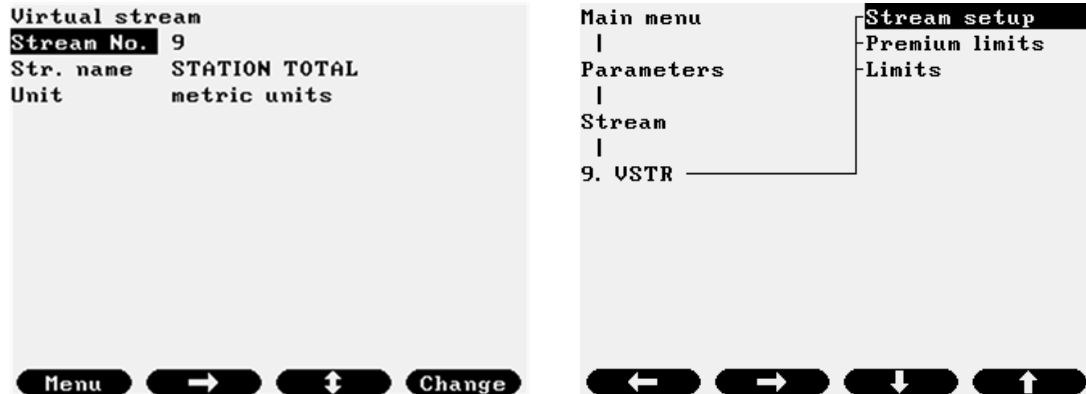 Virtual stream
Stream No. 9
Str. name STATION TOTAL
Unit metric units
Menu
Change
Main menu
Parameters
Stream
9. VSTR
Stream setup
Premium limits
Limits